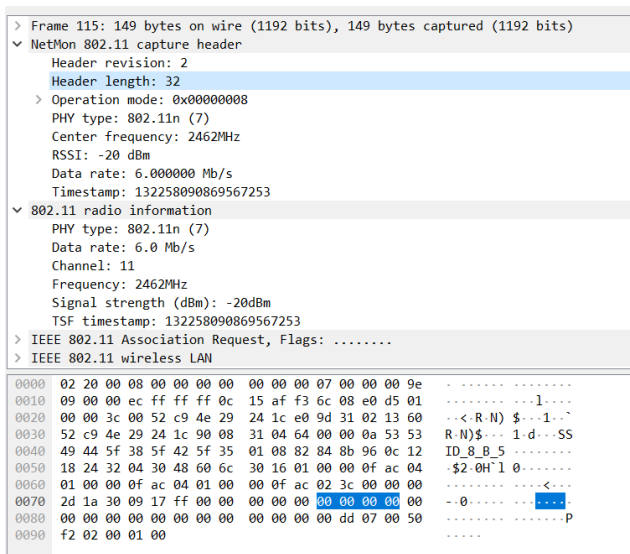 > Frame 115: 149 bytes on wire (1192 bits), 149 bytes captured (1192 bits)
NetMon 802.11 capture header
Header revision: 2
Header length: 32
> Operation mode: 0x00000008
PHY type: 802.11n (7)
Center frequency: 2462MHz
RSSI: -20 dBm
Data rate: 6.000000 Mb/s
Timestamp: 132258090869567253
802.11 radio information
PHY type: 802.11n (7)
Data rate: 6.0 Mb/s
Channel: 11
Frequency: 2462MHz
Signal strength (dBm): -20dBm
TSF timestamp: 132258090869567253
> IEEE 802.11 Association Request, Flags: ........
> IEEE 802.11 wireless LAN
0000 02 20 00 08 00 00 00 00 00 00 00 07 00 00 00 9e · ······ ········
0010 09 00 00 ec ff ff ff 0c 15 af f3 6c 08 e0 d5 01 ········ ···l····
0020 00 00 3c 00 52 c9 4e 29 24 1c e0 9d 31 02 13 60 ··<·R·N) $···1··`
0030 52 c9 4e 29 24 1c 90 08 31 04 64 00 00 0a 53 53 R·N)$··· 1·d···SS
0040 49 44 5f 38 5f 42 5f 35 01 08 82 84 8b 96 0c 12 ID_8_B_5 ········
0050 18 24 32 04 30 48 60 6c 30 16 01 00 00 0f ac 04 ·$2·0H`l 0·······
0060 01 00 00 0f ac 04 01 00 00 0f ac 02 3c 00 00 00 ········ ····<···
0070 2d 1a 30 09 17 ff 00 00 00 00 00 00 00 00 00 00 -·0····· ········
0080 00 00 00 00 00 00 00 00 00 00 00 00 dd 07 00 50 ········ ·······P
0090 f2 02 00 01 00 ·····